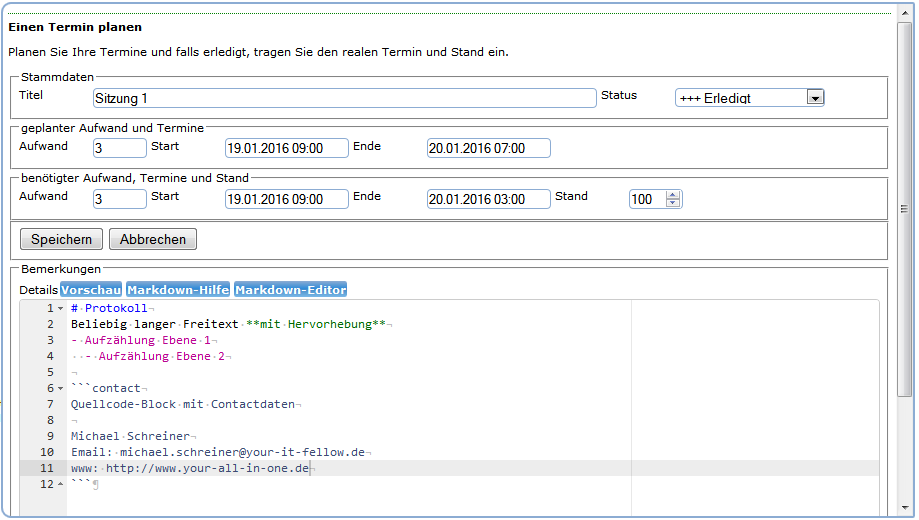 Einen Termin planen
Planen Sie Ihre Termine und falls erledigt, tragen Sie den realen Termin und Stand ein.
Stammdaten
Titel Sitzung 1 Status +++ Erledigt
geplanter Aufwand und Termine
Aufwand 3 Start 19.01.2016 09:00 Ende 20.01.2016 07:00
benötigter Aufwand, Termine und Stand
Aufwand 3 Start 19.01.2016 09:00 Ende 20.01.2016 03:00 Stand 100
Speichern Abbrechen
Bemerkungen
Details Vorschau Markdown-Hilfe Markdown-Editor
1 # Protokoll
2 Beliebig langer Freitext **mit Hervorhebung**
3 - Aufzählung Ebene 1
4 - Aufzählung Ebene 2
5
6 ```contact
7 Quellcode-Block mit Contactdaten
8
9 Michael Schreiner
10 Email: michael.schreiner@your-it-fellow.de
11 www: http://www.your-all-in-one.de
12 ```